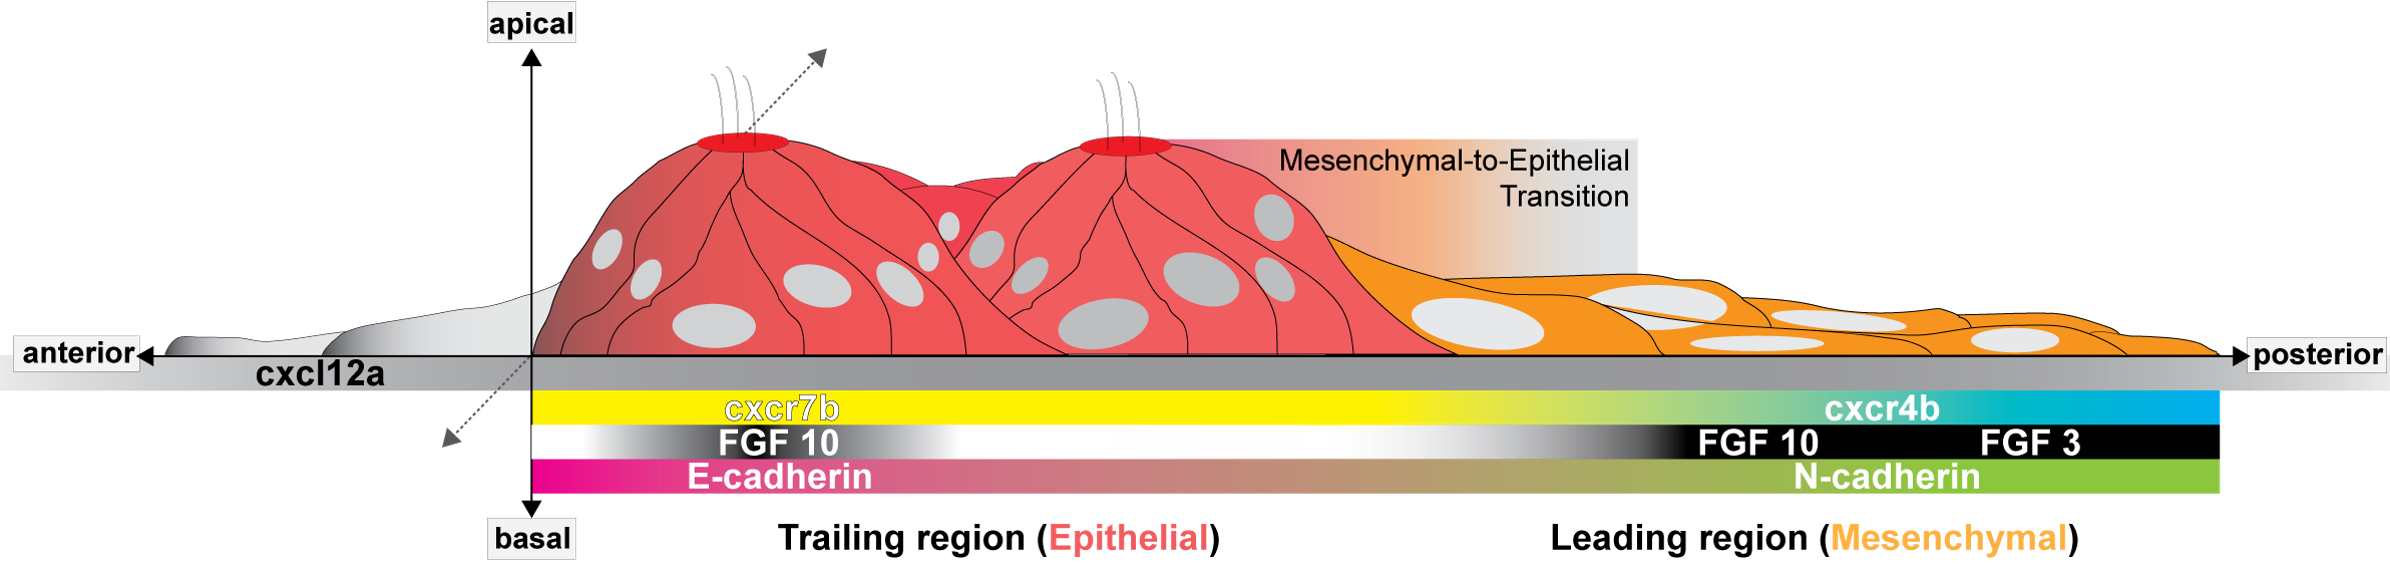 apical
Mesenchymal-to-Epithelial
Transition
anterior
posterior
cxcl12a
cxcr7b
cxcr4b
FGF 10
FGF 10
FGF 3
E-cadherin
N-cadherin
basal
Trailing region (Epithelial)
Leading region (Mesenchymal)